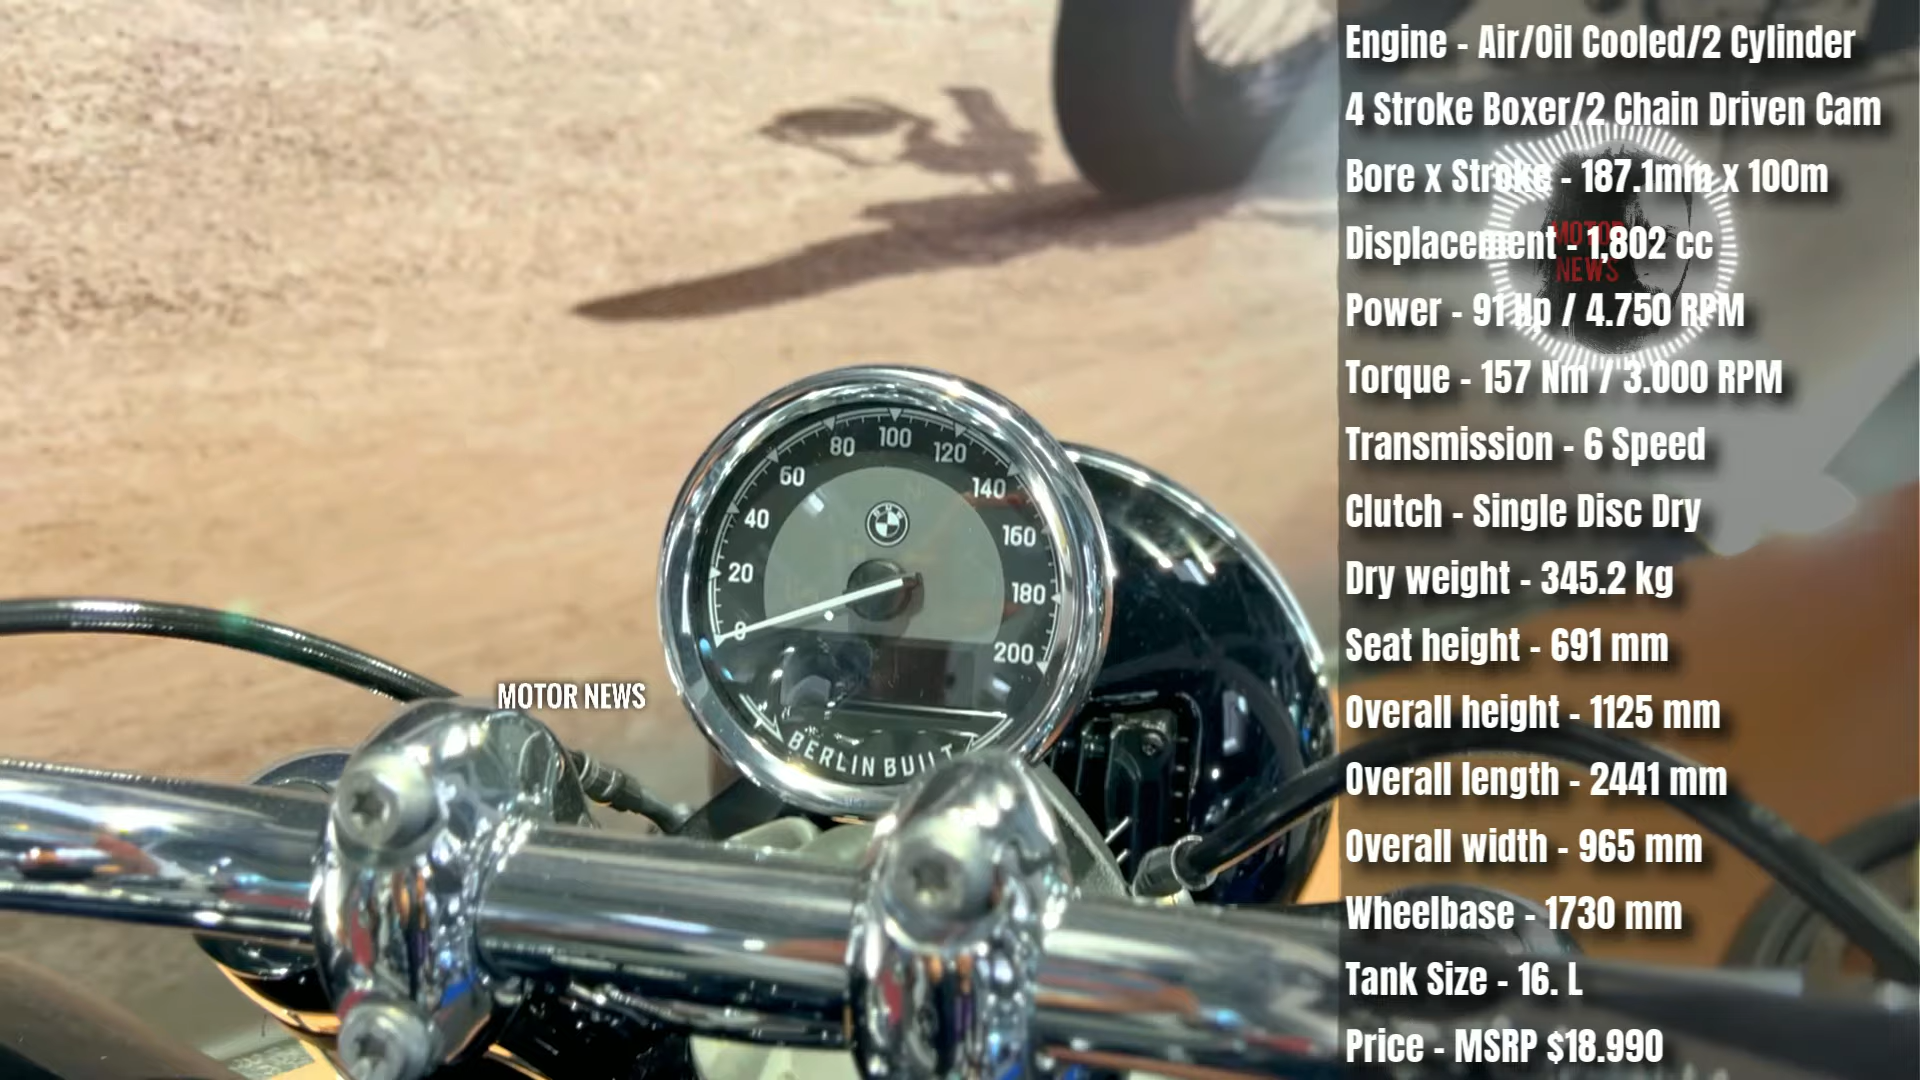 Engine - Air/Oil Cooled/2 Cylinder
4 Stroke Boxer/2 Chain Driven Cam
Bore x Stroke - 187.1mm x 100m
Displacement - 1,802 cc
Power - 91 Hp / 4.750 RPM
Torque - 157 Nm / 3.000 RPM
Transmission - 6 Speed
Clutch - Single Disc Dry
Dry weight - 345.2 kg
Seat height - 691 mm
Overall height - 1125 mm
Overall length - 2441 mm
Overall width - 965 mm
Wheelbase - 1730 mm
Tank Size - 16. L
Price - MSRP $18.990
MOTOR
NEWS
0
20
40
60
80
100
120
140
160
180
200
BMW
BERLIN BUILT
MOTOR NEWS